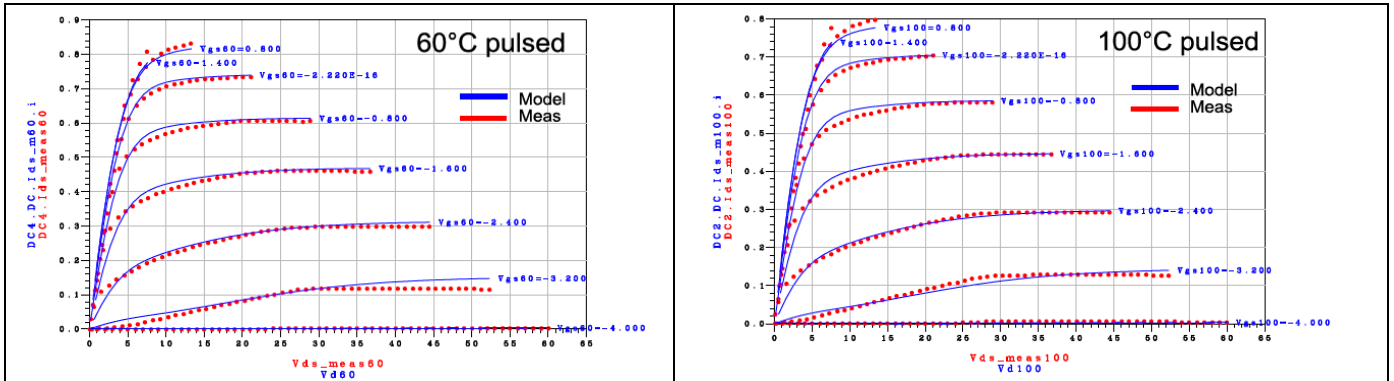 60°C pulsed
DC4.DC.Ids_m60.i
DC4.Ids_meas60
0.9
0.8
0.7
0.6
0.5
0.4
0.3
0.2
0.1
0.0
Vgs60=0.800
Vgs60-1.400
Vgs60=-2.220E-16
Model
Meas
Vgs60=-0.800
Vgs60--1.600
Vgs60--2.400
Vgs60=-3.200
Vgs60--4.000
0 5 10 15 20 25 30 35 40 45 50 55 60 65
Vds_meas60
Vd60
100°C pulsed
DC2.DC.Ids_m100.i
DC2.Ids_meas100
0.8
0.7
0.6
0.5
0.4
0.3
0.2
0.1
0.0
Vgs100=0.800
Vgs100-1.400
Vgs100=-2.220E-16
Model
Meas
Vgs100--0.800
Vgs100=-1.600
Vgs100--2.400
Vgs100--3.200
Vgs100--4.000
0 5 10 15 20 25 30 35 40 45 50 55 60 65
Vds_meas100
Vd100